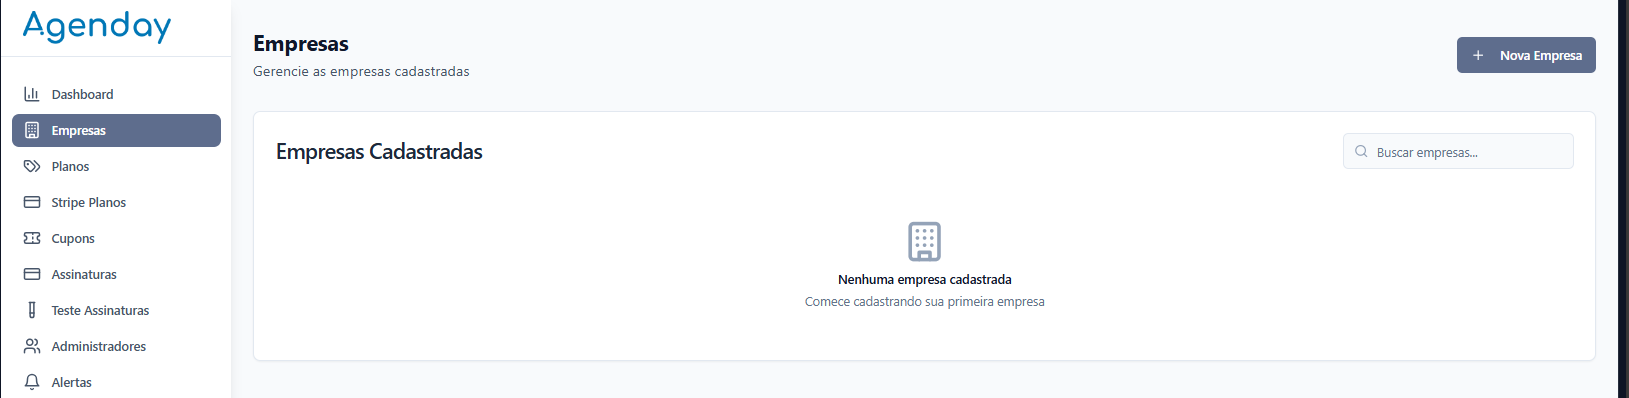 Agenday
Dashboard
Empresas
Planos
Stripe Planos
Cupons
Assinaturas
Teste Assinaturas
Administradores
Alertas
Empresas
Gerencie as empresas cadastradas
Nova Empresa
Empresas Cadastradas
Buscar empresas...
Nenhuma empresa cadastrada
Comece cadastrando sua primeira empresa